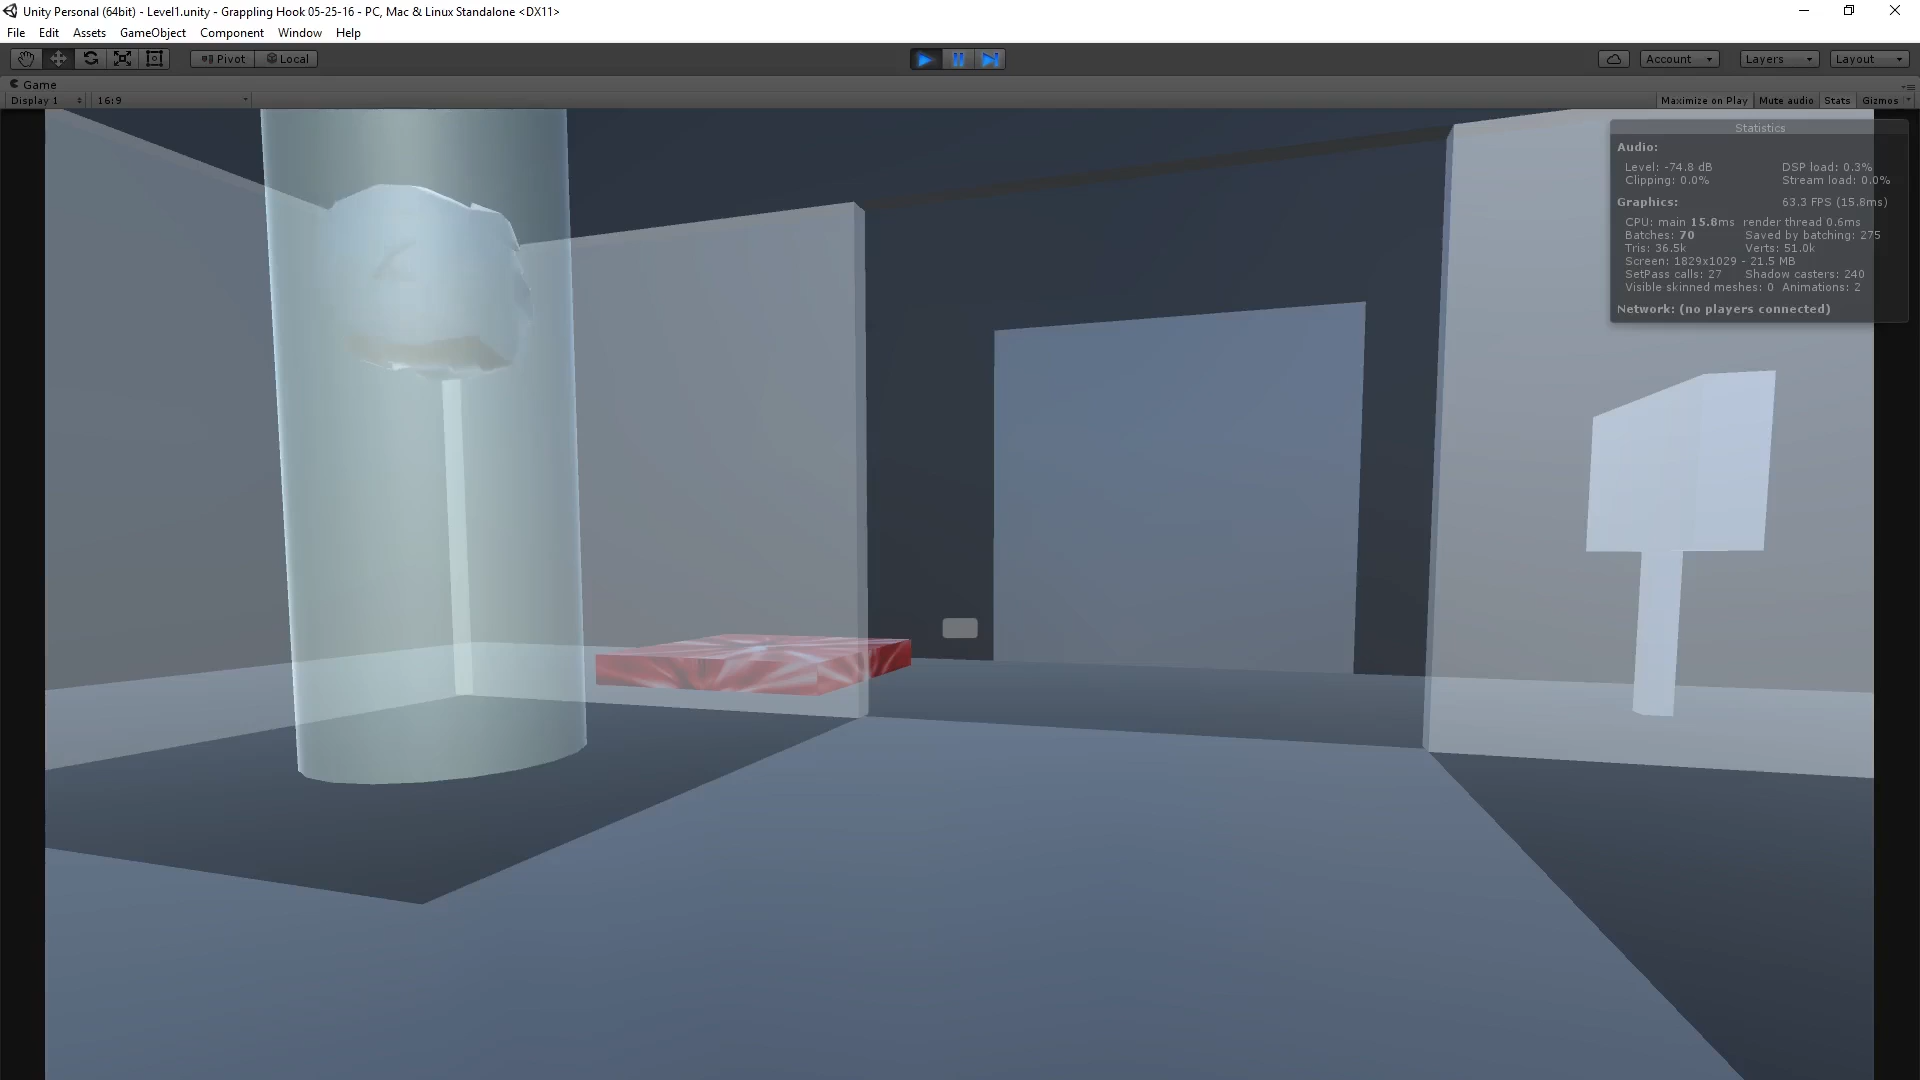 Unity Personal (64bit) - Level1.unity - Grappling Hook 05-25-16 - PC, Mac & Linux Standalone <DX11>
File Edit Assets GameObject Component Window Help
Pivot Local Account Layers Layout
Game
Display 1 16:9 Maximize on Play Mute audio Stats Gizmos
Statistics
Audio:
Level: -74.8 dB DSP load: 0.3%
Clipping: 0.0% Stream load: 0.0%
Graphics: 63.3 FPS (15.8ms)
CPU: main 15.8ms render thread 0.6ms
Batches: 70 Saved by batching: 275
Tris: 36.5k Verts: 51.0k
Screen: 1829x1029 - 21.5 MB
SetPass calls: 27 Shadow casters: 240
Visible skinned meshes: 0 Animations: 2
Network: (no players connected)